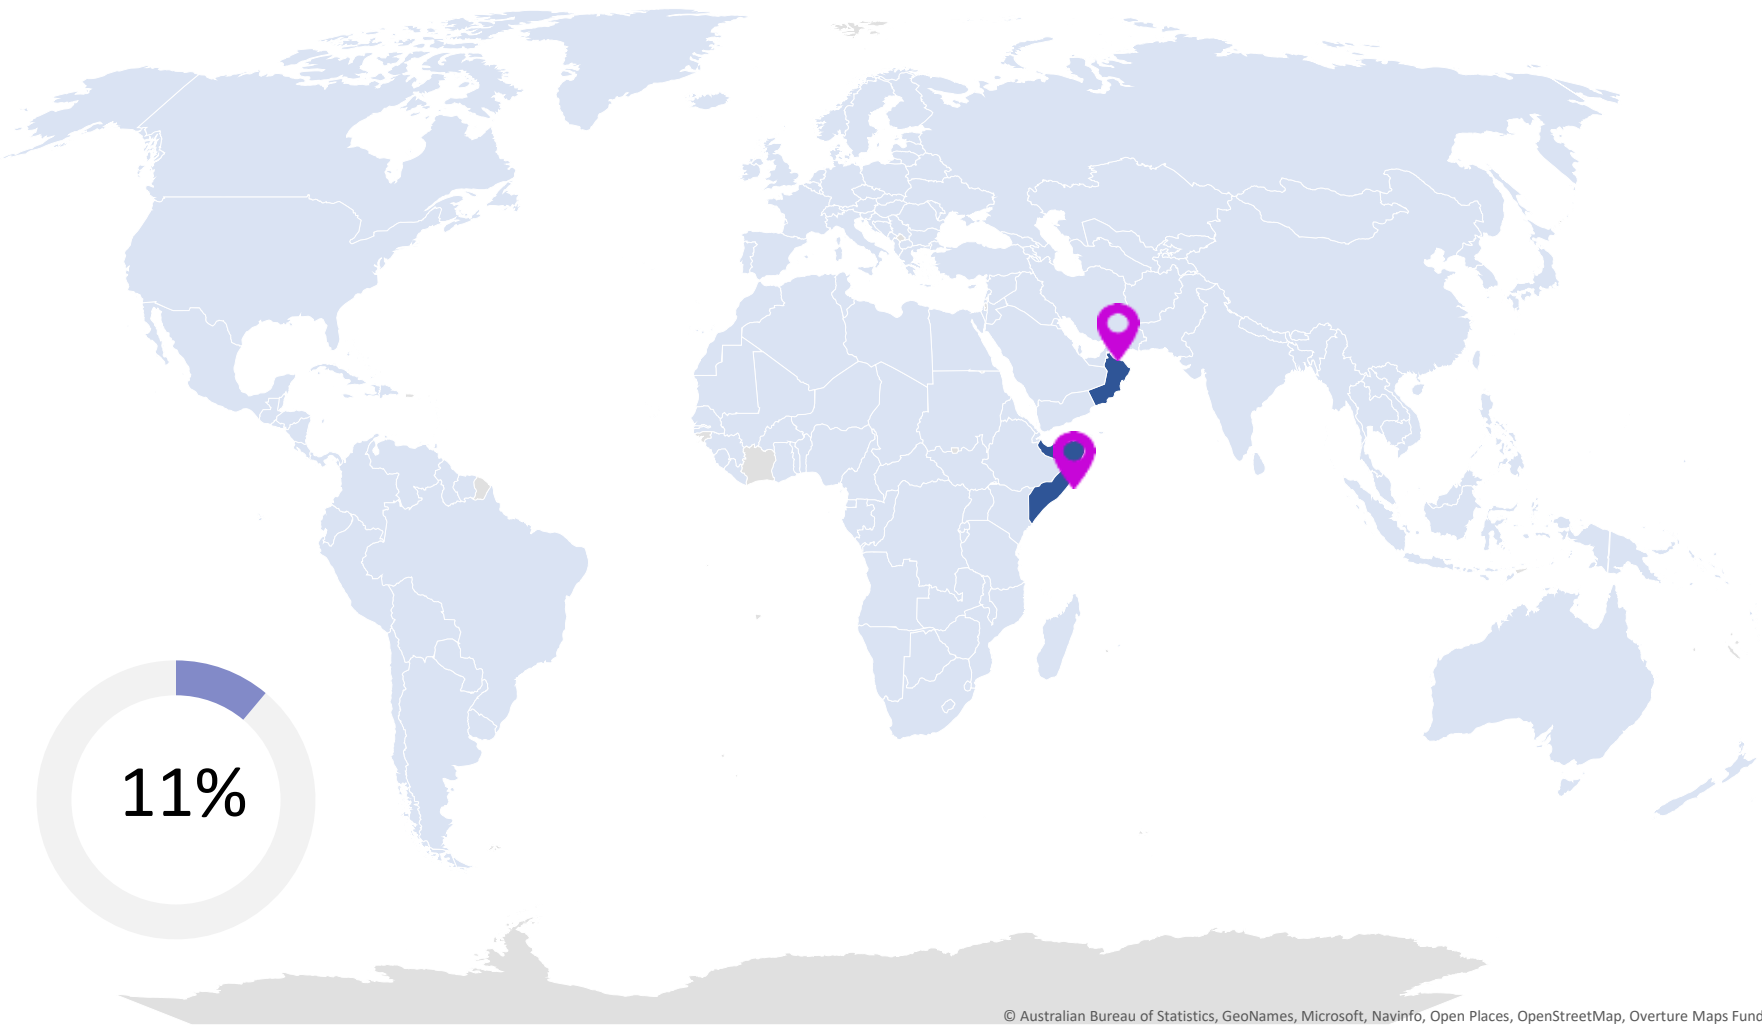 11%
© Australian Bureau of Statistics, GeoNames, Microsoft, Navinfo, Open Places, OpenStreetMap, Overture Maps Fund